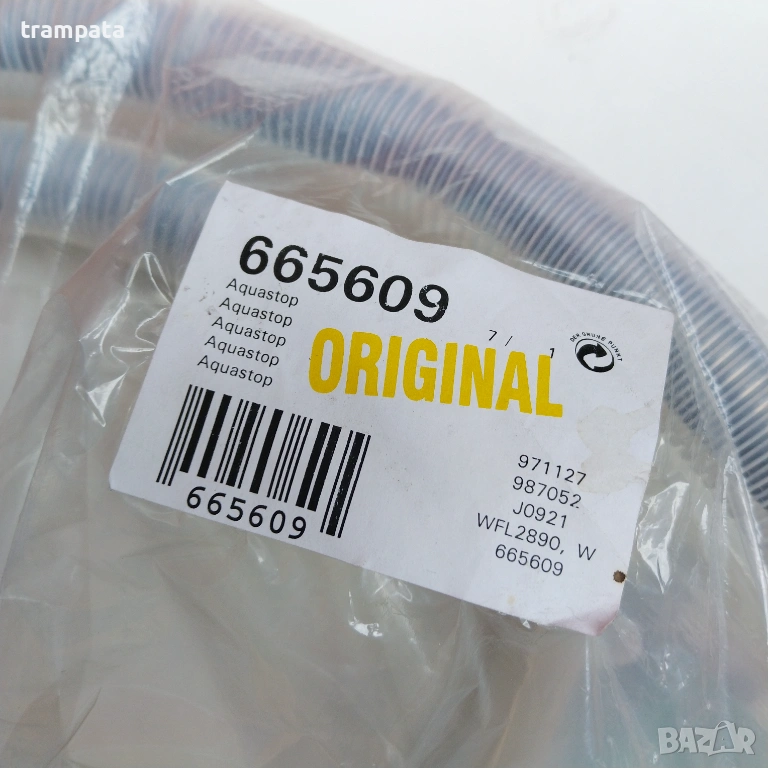 trampata
665609
Aquastop
Aquastop
Aquastop
Aquastop
Aquastop
7/ 1
DER GRÜNE PUNKT
ORIGINAL
665609
971127
987052
J0921
WFL2890, W
665609
BAZAR